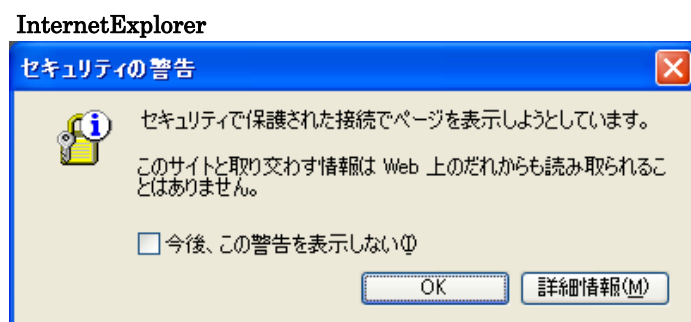 InternetExplorer
セキュリティの警告
セキュリティで保護された接続でページを表示しようとしています。
このサイトと取り交わす情報は Web 上のだれからも読み取られるこ
とはありません。
今後、この警告を表示しない(I)
OK
詳細情報(M)